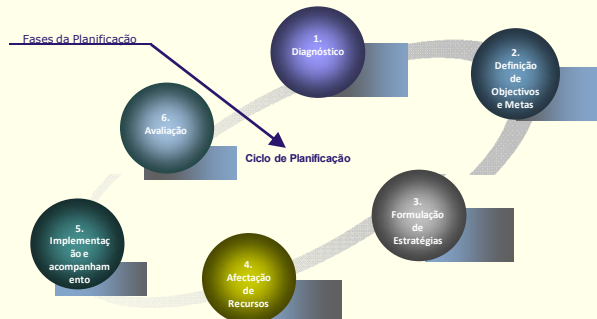 Fases da Planificação
1.
Diagnóstico
2.
Definição
de
Objectivos
e Metas
3.
Formulação
de
Estratégias
4.
Afectação
de
Recursos
5.
Implementaç
ão e
acompanham
ento
6.
Avaliação
Ciclo de Planificação